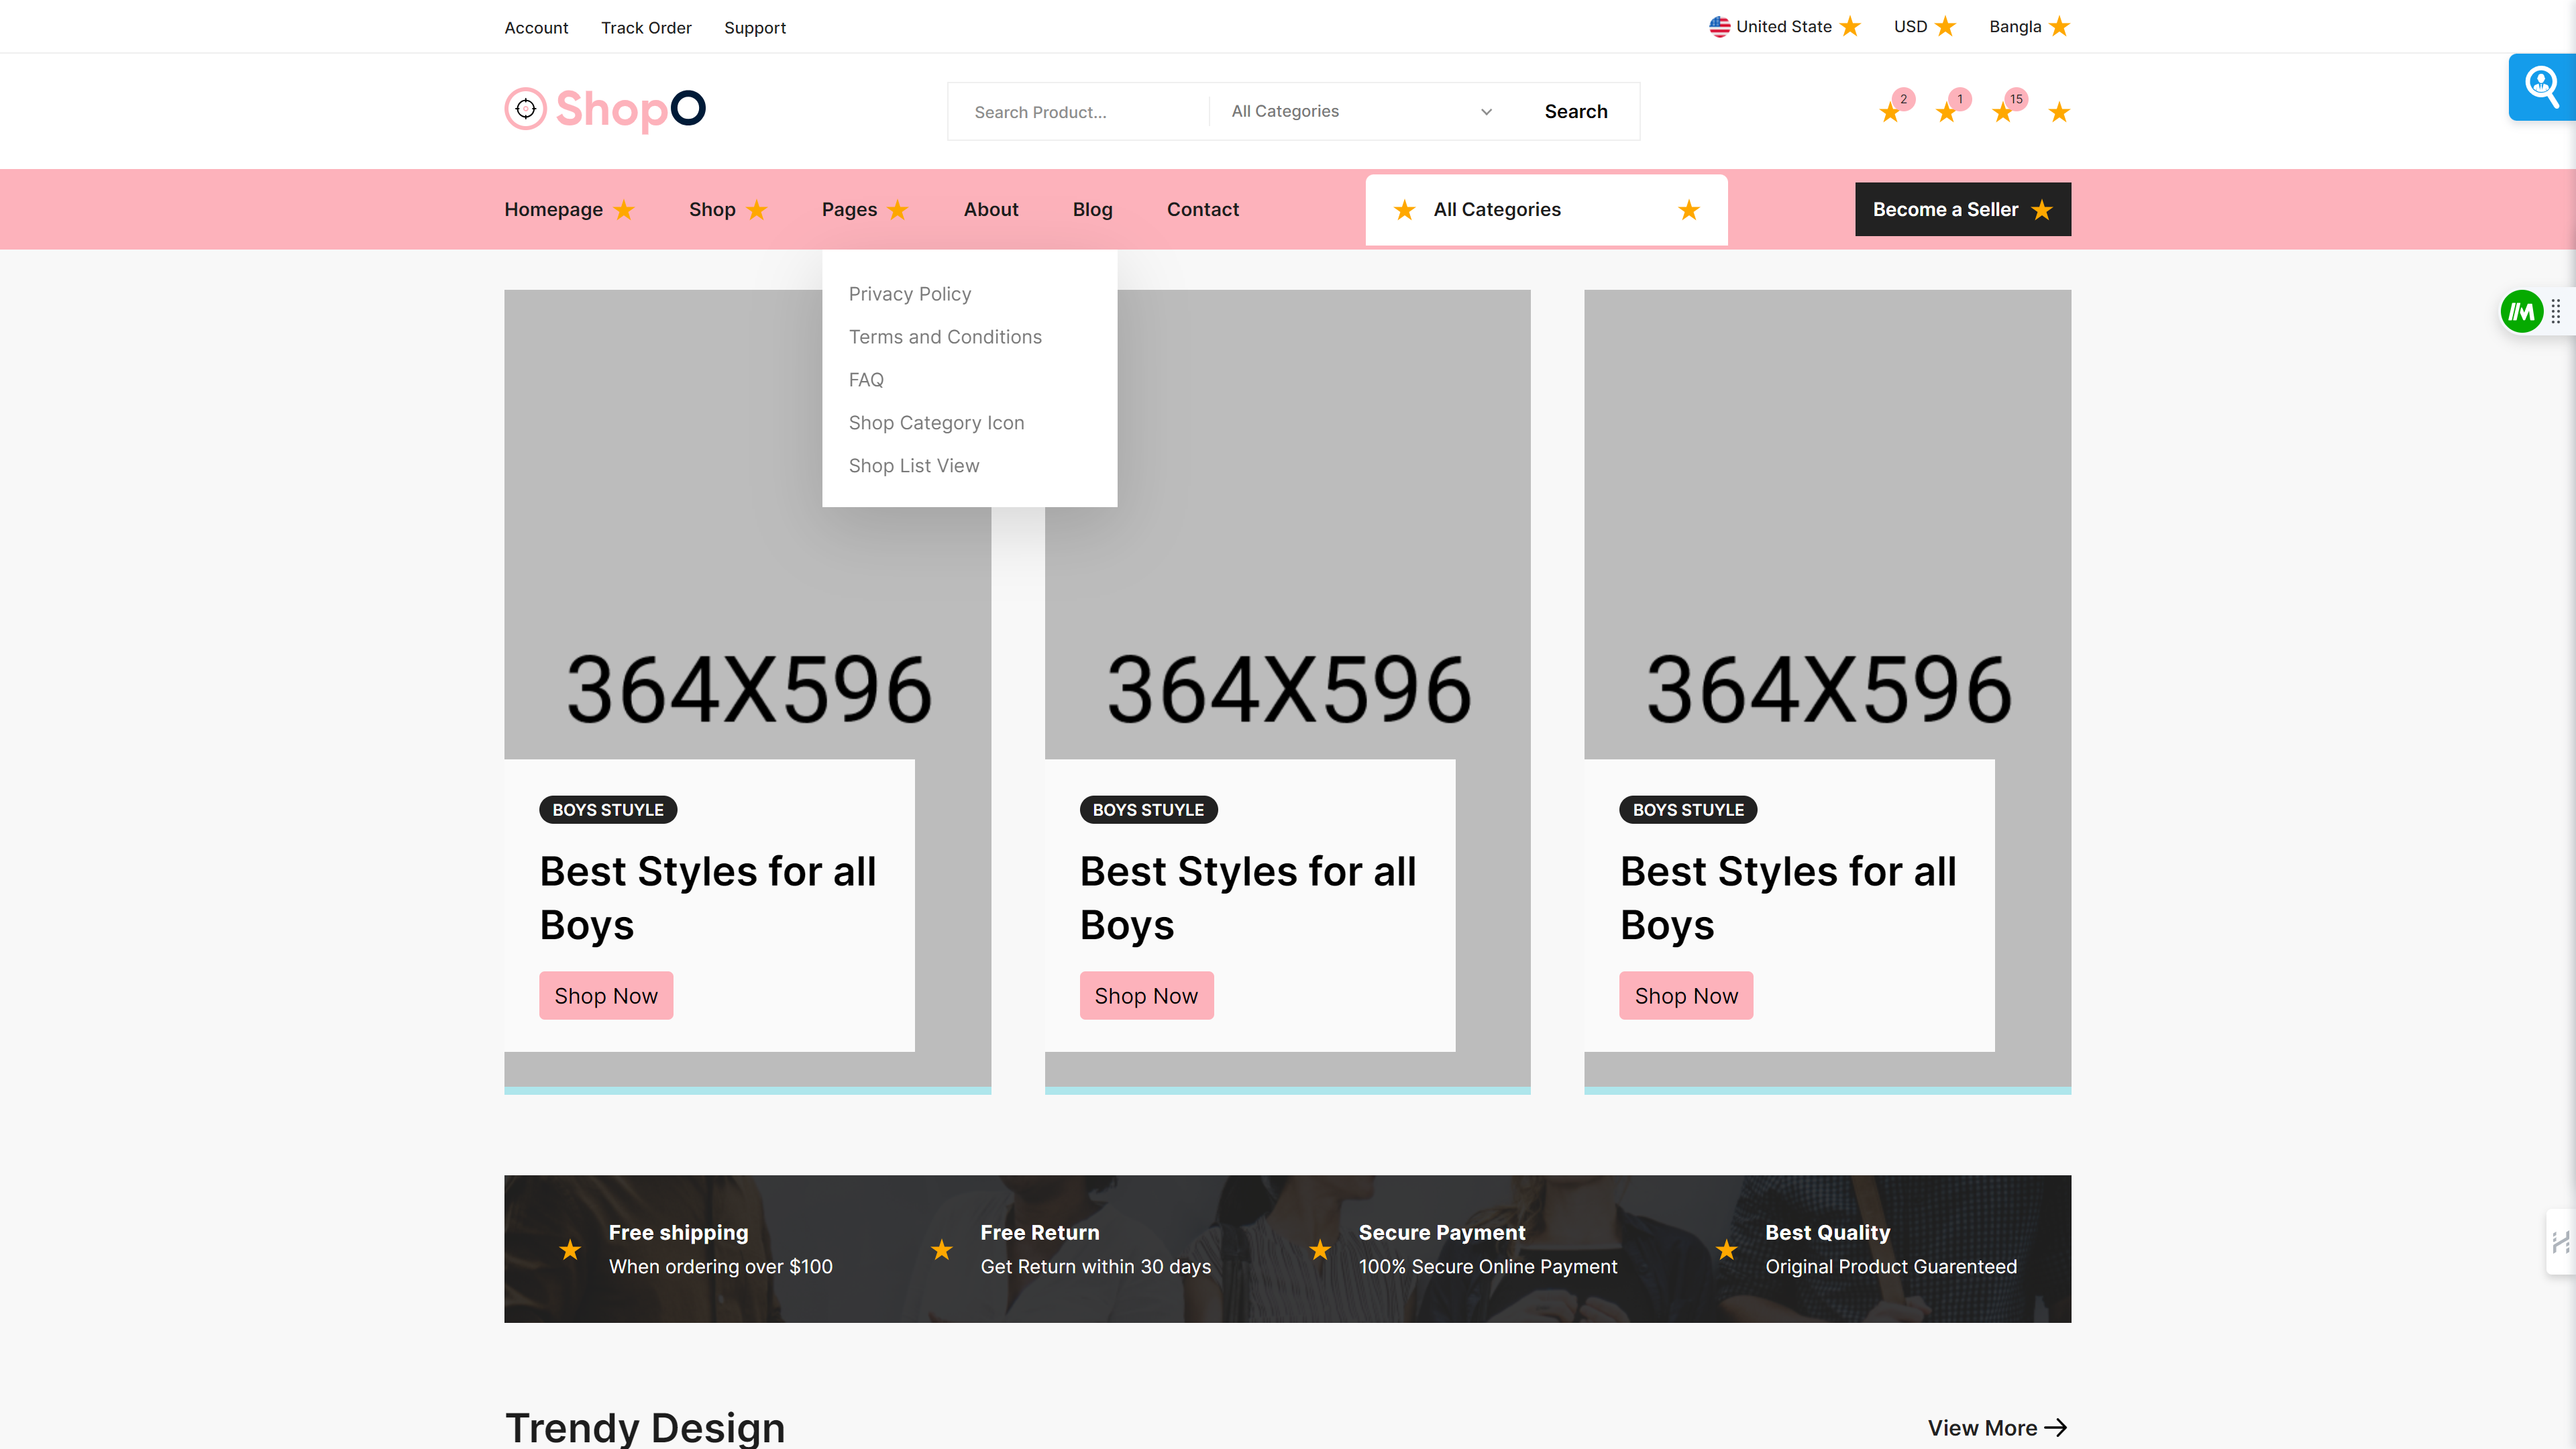 Account Track Order Support United State USD Bangla
ShopO Search Product... All Categories Search 2 1 15
Homepage Shop Pages About Blog Contact All Categories Become a Seller
Privacy Policy
Terms and Conditions
FAQ
Shop Category Icon
Shop List View
364X596 364X596 364X596
BOYS STUYLE BOYS STUYLE BOYS STUYLE
Best Styles for all Best Styles for all Best Styles for all
Boys Boys Boys
Shop Now Shop Now Shop Now
Free shipping Free Return Secure Payment Best Quality
When ordering over $100 Get Return within 30 days 100% Secure Online Payment Original Product Guarenteed
Trendy Design View More